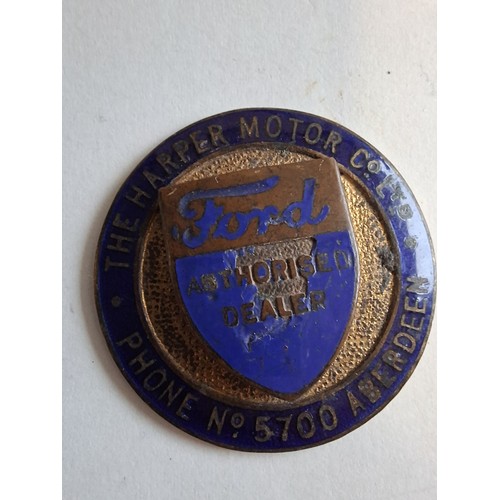 THE HARPER MOTOR Co. LTD.
Ford
AUTHORISED
DEALER
PHONE No. 5700 ABERDEEN